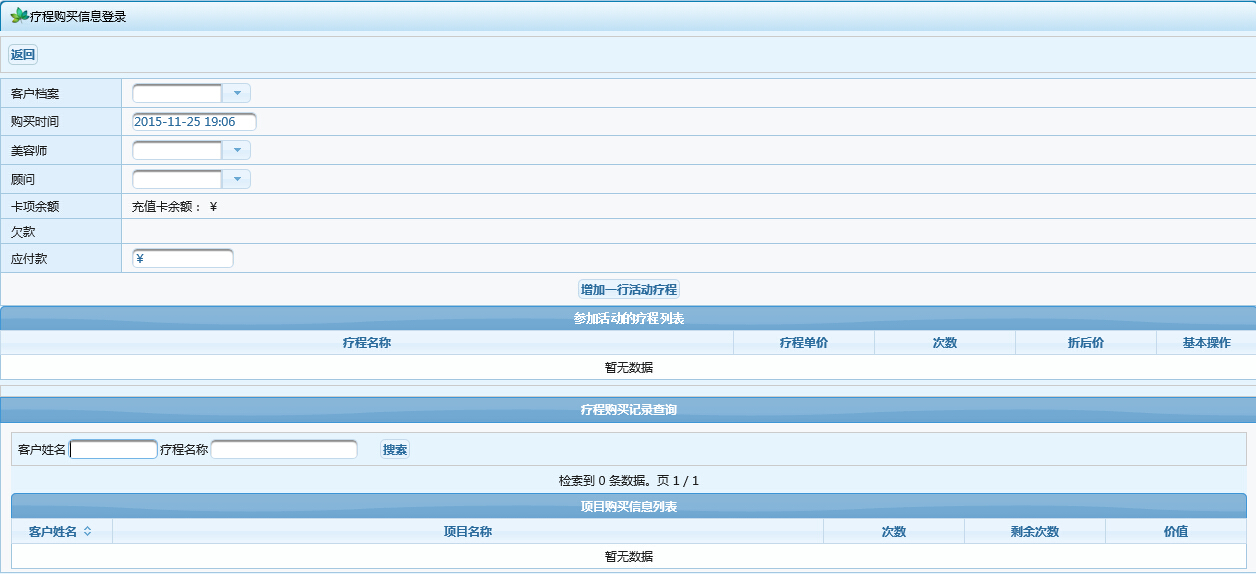 疗程购买信息登录
返回
客户档案
购买时间 2015-11-25 19:06
美容师
顾问
卡项余额 充值卡余额： ¥
欠款
应付款 ¥
增加一行活动疗程
参加活动的疗程列表
疗程名称 疗程单价 次数 折后价 基本操作
暂无数据
疗程购买记录查询
客户姓名 疗程名称 搜索
检索到 0 条数据。页 1 / 1
项目购买信息列表
客户姓名 项目名称 次数 剩余次数 价值
暂无数据